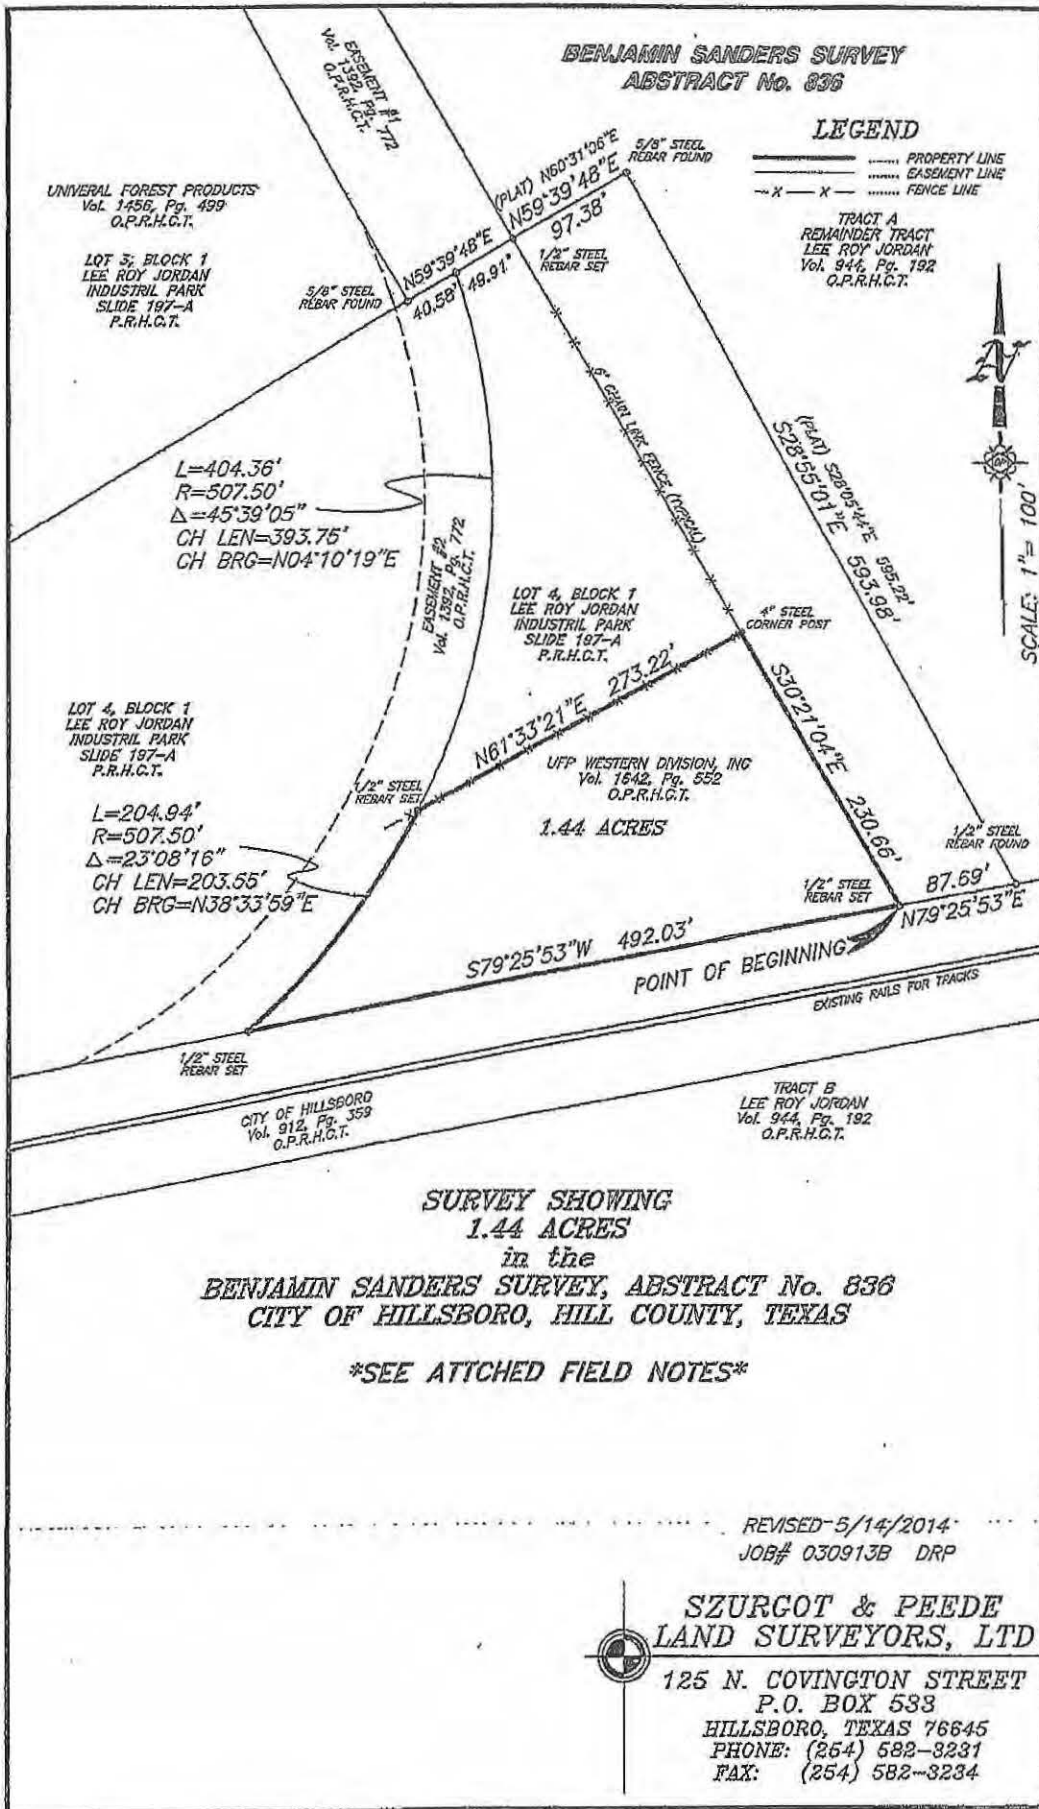 BENJAMIN SANDERS SURVEY
ABSTRACT No. 836
EASEMENT #1
Vol. 1392, Pg. 772
O.P.R.H.C.T.
LEGEND
PROPERTY LINE
EASEMENT LINE
FENCE LINE
UNIVERAL FOREST PRODUCTS
Vol. 1456, Pg. 499
O.P.R.H.C.T.
LOT 3, BLOCK 1
LEE ROY JORDAN
INDUSTRIL PARK
SLIDE 197-A
P.R.H.C.T.
5/8" STEEL
REBAR FOUND
N59°39'48"E
40.58' 49.91'
(PLAT) N60°31'06"E
N59°39'48"E
97.38'
5/8" STEEL
REBAR FOUND
1/2" STEEL
REBAR SET
TRACT A
REMAINDER TRACT
LEE ROY JORDAN
Vol. 944, Pg. 192
O.P.R.H.C.T.
N
SCALE: 1"= 100'
6' CHAIN LINK FENCE (TYPICAL)
(PLAT) S28°05'44"E 595.22'
S28°55'01"E 593.98'
L=404.36'
R=507.50'
Δ=45°39'05"
CH LEN=393.75'
CH BRG=N04°10'19"E
EASEMENT #2
Vol. 1392, Pg. 772
O.P.R.H.C.T.
LOT 4, BLOCK 1
LEE ROY JORDAN
INDUSTRIL PARK
SLIDE 197-A
P.R.H.C.T.
4" STEEL
CORNER POST
N61°33'21"E 273.22'
S30°21'04"E 230.66'
LOT 4, BLOCK 1
LEE ROY JORDAN
INDUSTRIL PARK
SLIDE 197-A
P.R.H.C.T.
1/2" STEEL
REBAR SET
UFP WESTERN DIVISION, INC
Vol. 1642, Pg. 552
O.P.R.H.C.T.
1.44 ACRES
L=204.94'
R=507.50'
Δ=23°08'16"
CH LEN=203.55'
CH BRG=N38°33'59"E
1/2" STEEL
REBAR FOUND
1/2" STEEL
REBAR SET
87.69'
N79°25'53"E
S79°25'53"W 492.03'
POINT OF BEGINNING
EXISTING RAILS FOR TRACKS
1/2" STEEL
REBAR SET
CITY OF HILLSBORO
Vol. 912, Pg. 359
O.P.R.H.C.T.
TRACT B
LEE ROY JORDAN
Vol. 944, Pg. 192
O.P.R.H.C.T.
SURVEY SHOWING
1.44 ACRES
in the
BENJAMIN SANDERS SURVEY, ABSTRACT No. 836
CITY OF HILLSBORO, HILL COUNTY, TEXAS
*SEE ATTCHED FIELD NOTES*
REVISED 5/14/2014
JOB# 030913B DRP
SZURGOT & PEEDE
LAND SURVEYORS, LTD
125 N. COVINGTON STREET
P.O. BOX 533
HILLSBORO, TEXAS 76645
PHONE: (254) 582-3231
FAX: (254) 582-3234